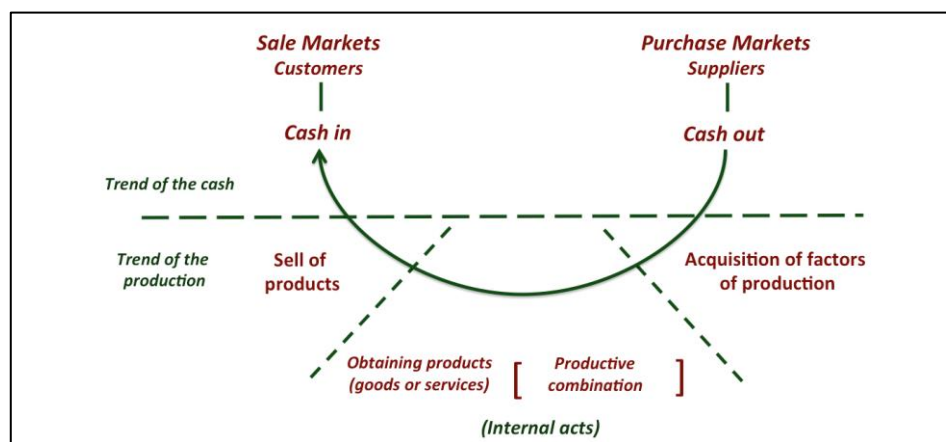 Sale Markets
Customers
Purchase Markets
Suppliers
Cash in
Cash out
Trend of the cash
Trend of the
production
Sell of
products
Acquisition of factors
of production
Obtaining products
(goods or services)
[ Productive
combination ]
(Internal acts)